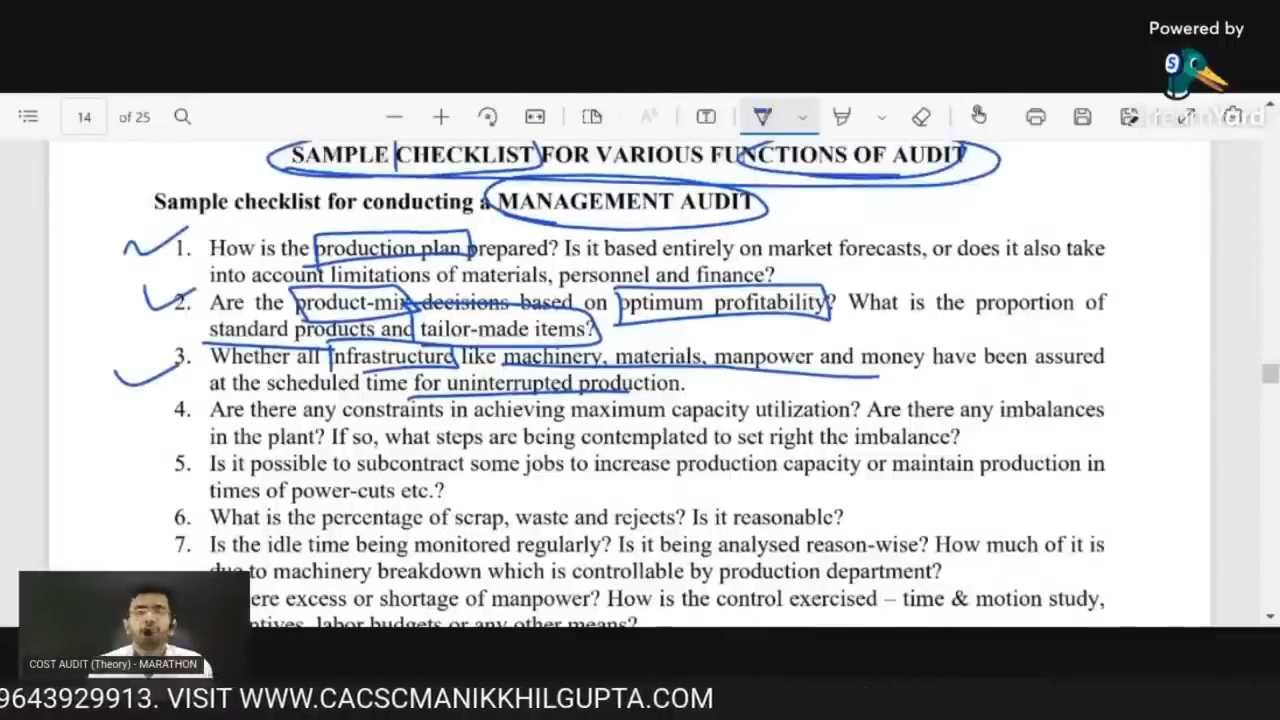 Powered by
S
14 of 25
SAMPLE CHECKLIST FOR VARIOUS FUNCTIONS OF AUDIT
Sample checklist for conducting a MANAGEMENT AUDIT
1. How is the production plan prepared? Is it based entirely on market forecasts, or does it also take
into account limitations of materials, personnel and finance?
2. Are the product-mix decisions based on optimum profitability? What is the proportion of
standard products and tailor-made items?
3. Whether all infrastructure like machinery, materials, manpower and money have been assured
at the scheduled time for uninterrupted production.
4. Are there any constraints in achieving maximum capacity utilization? Are there any imbalances
in the plant? If so, what steps are being contemplated to set right the imbalance?
5. Is it possible to subcontract some jobs to increase production capacity or maintain production in
times of power-cuts etc.?
6. What is the percentage of scrap, waste and rejects? Is it reasonable?
7. Is the idle time being monitored regularly? Is it being analysed reason-wise? How much of it is
to machinery breakdown which is controllable by production department?
excess or shortage of manpower? How is the control exercised – time & motion study,
labor budgets or any other means?
COST AUDIT (Theory) - MARATHON
9643929913. VISIT WWW.CACSCMANIKKHILGUPTA.COM